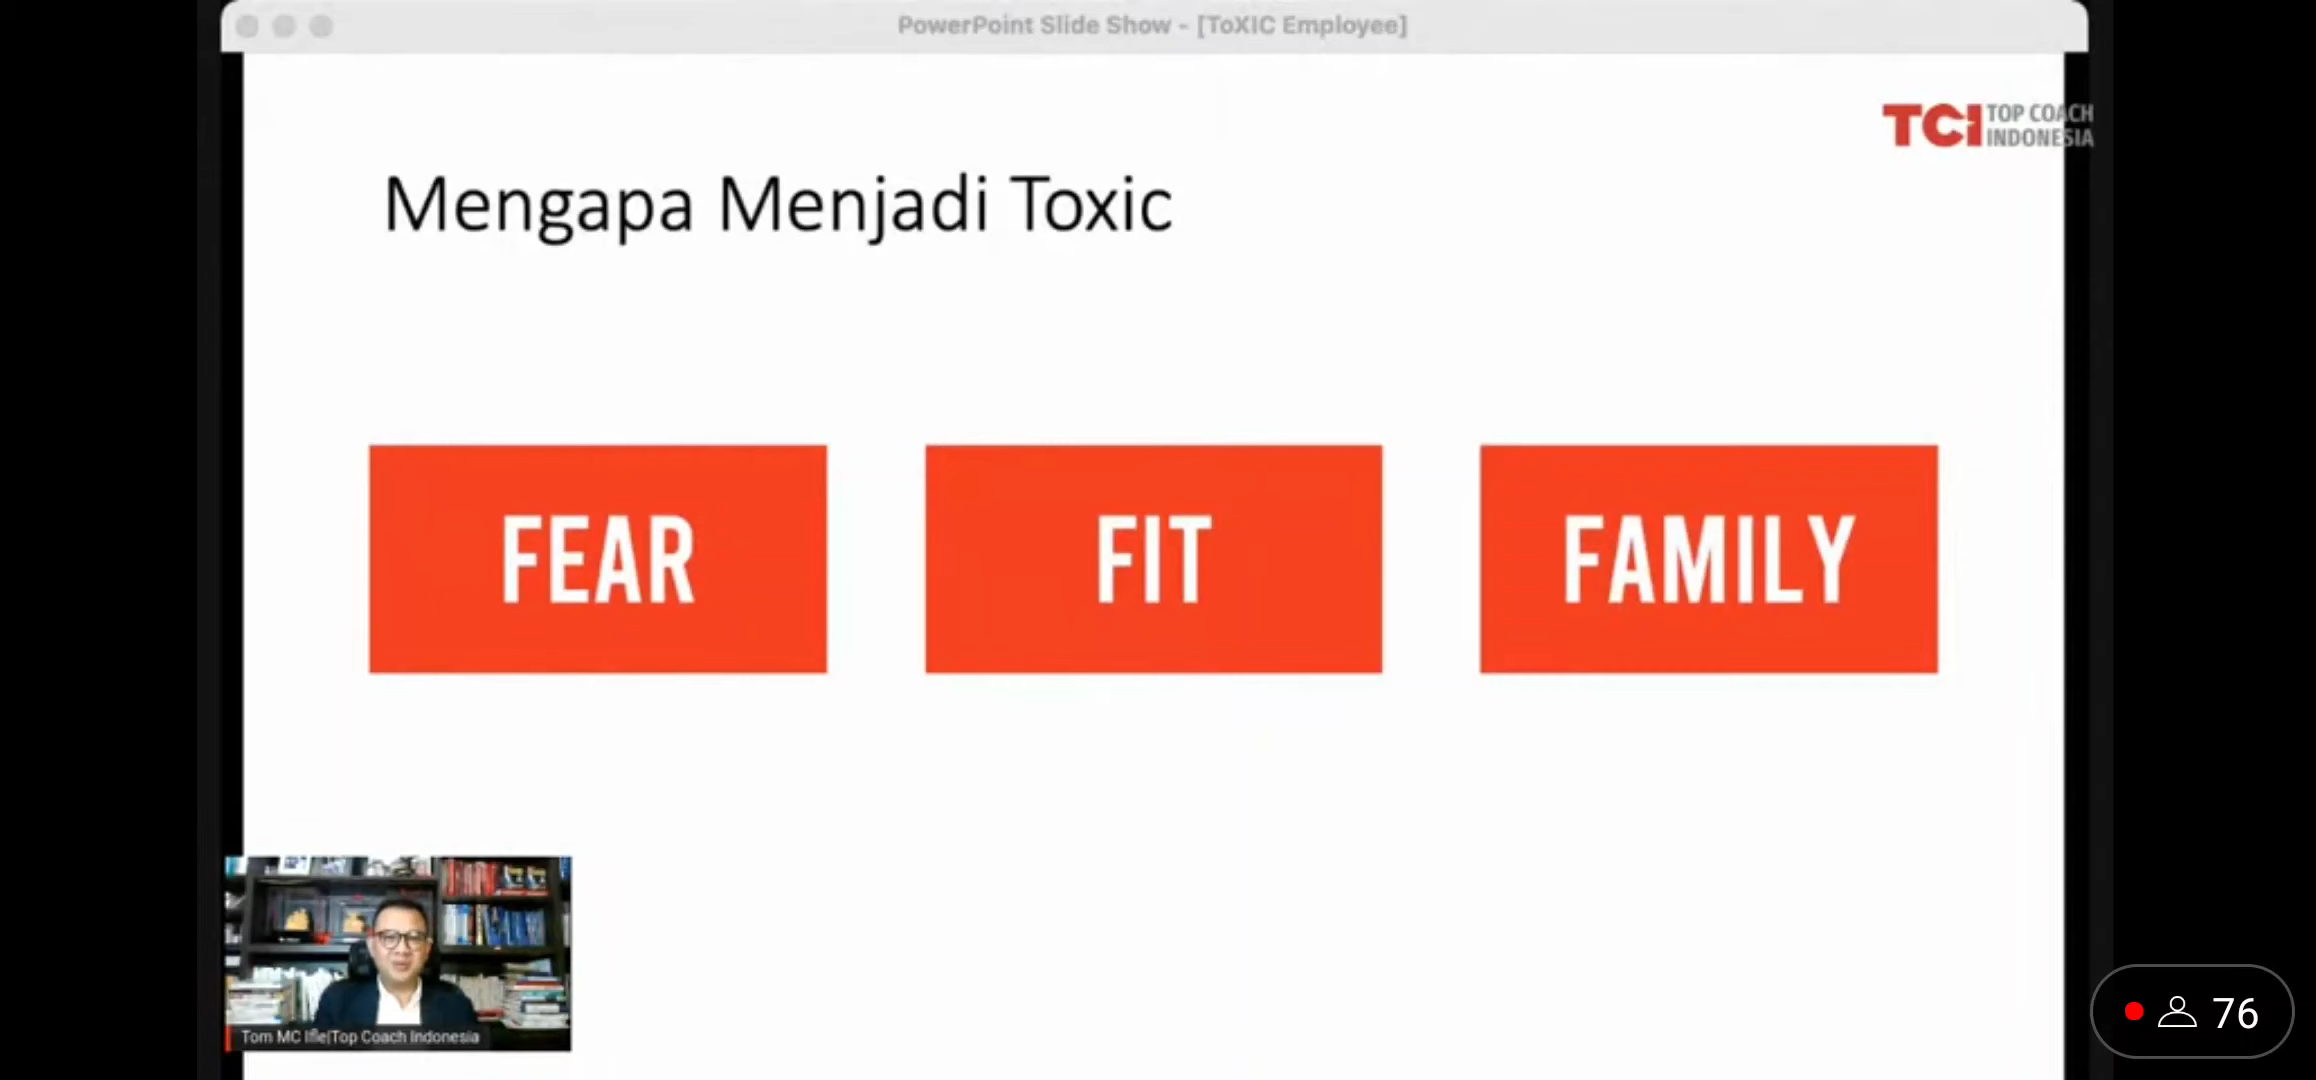 PowerPoint Slide Show - [ToXIC Employee]
TCI TOP COACH
INDONESIA
Mengapa Menjadi Toxic
FEAR
FIT
FAMILY
Tom MC Ifle|Top Coach Indonesia
76